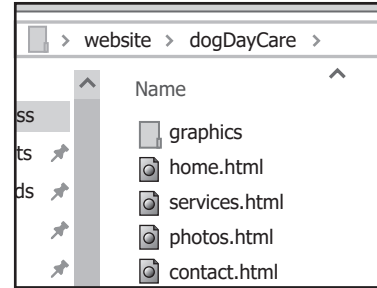 > website > dogDayCare >
Name
ss
graphics
ts
home.html
ds
services.html
photos.html
contact.html